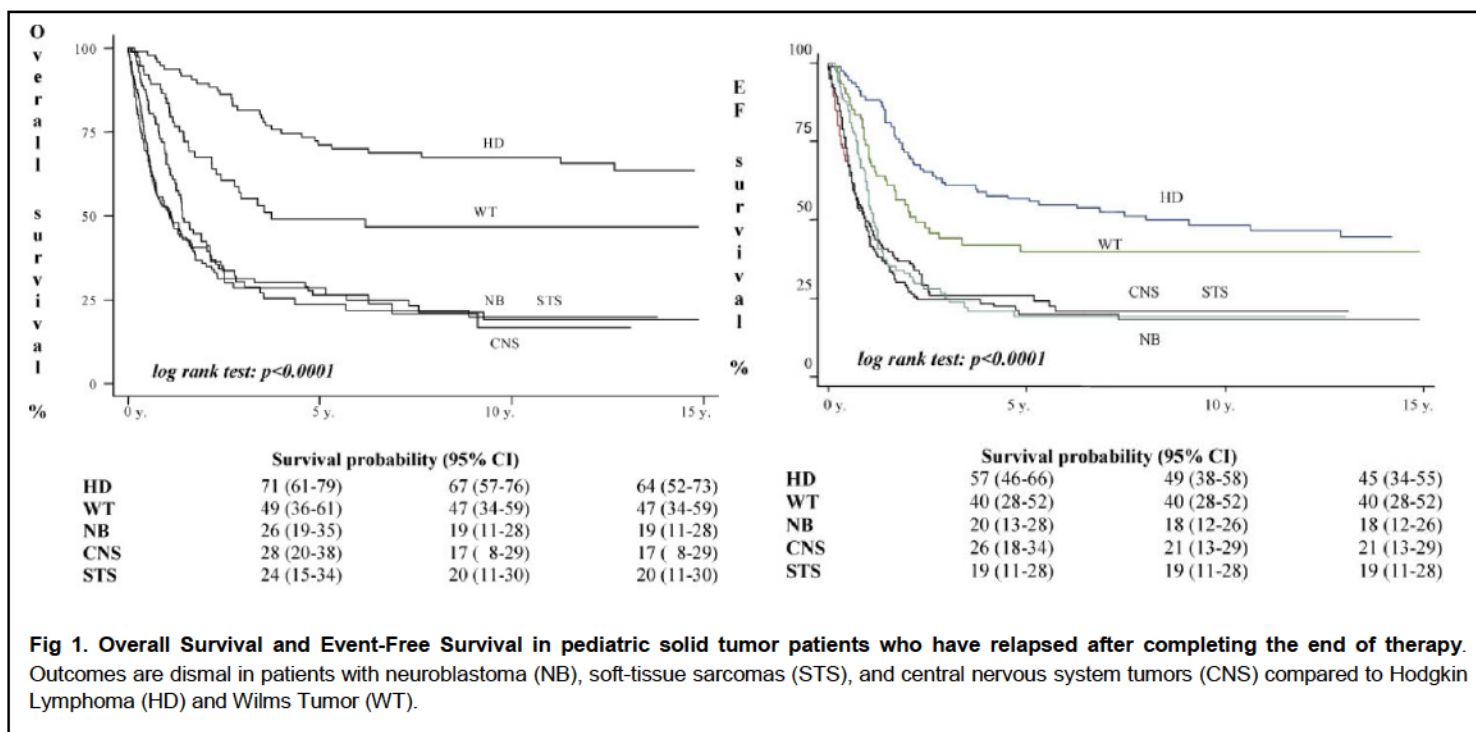 Overall survival %
100
75
50
25
0
HD
WT
NB STS
CNS
log rank test: p<0.0001
0 y. 5 y. 10 y. 15 y.
Survival probability (95% CI)
HD 71 (61-79) 67 (57-76) 64 (52-73)
WT 49 (36-61) 47 (34-59) 47 (34-59)
NB 26 (19-35) 19 (11-28) 19 (11-28)
CNS 28 (20-38) 17 ( 8-29) 17 ( 8-29)
STS 24 (15-34) 20 (11-30) 20 (11-30)
EF survival %
100
75
50
25
0
HD
WT
CNS STS
NB
log rank test: p<0.0001
0 y. 5 y. 10 y. 15 y.
Survival probability (95% CI)
HD 57 (46-66) 49 (38-58) 45 (34-55)
WT 40 (28-52) 40 (28-52) 40 (28-52)
NB 20 (13-28) 18 (12-26) 18 (12-26)
CNS 26 (18-34) 21 (13-29) 21 (13-29)
STS 19 (11-28) 19 (11-28) 19 (11-28)
Fig 1. Overall Survival and Event-Free Survival in pediatric solid tumor patients who have relapsed after completing the end of therapy.
Outcomes are dismal in patients with neuroblastoma (NB), soft-tissue sarcomas (STS), and central nervous system tumors (CNS) compared to Hodgkin
Lymphoma (HD) and Wilms Tumor (WT).